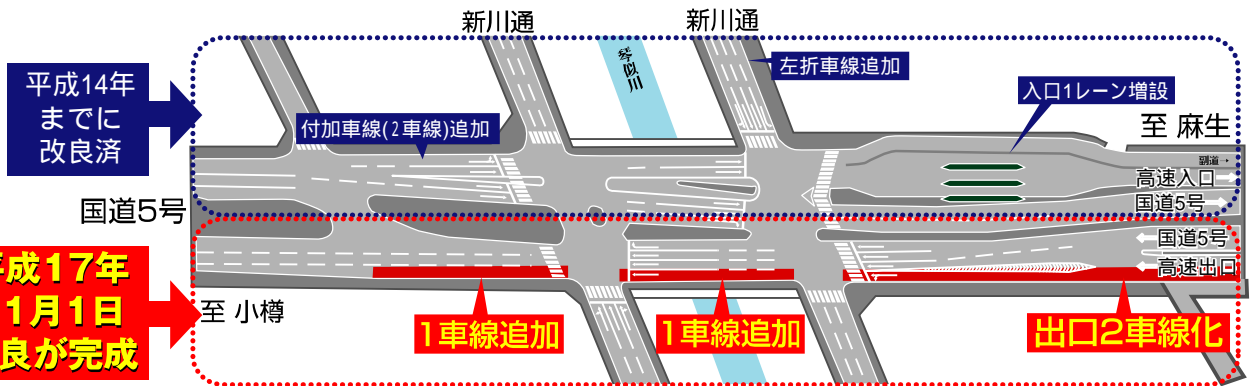 新川通
新川通
琴似川
左折車線追加
平成14年
までに
改良済
入口1レーン増設
付加車線(2車線)追加
至 麻生
副道→
高速入口
国道5号
国道5号
国道5号
高速出口
成17年
1月1日
良が完成
至 小樽
1車線追加
1車線追加
出口2車線化